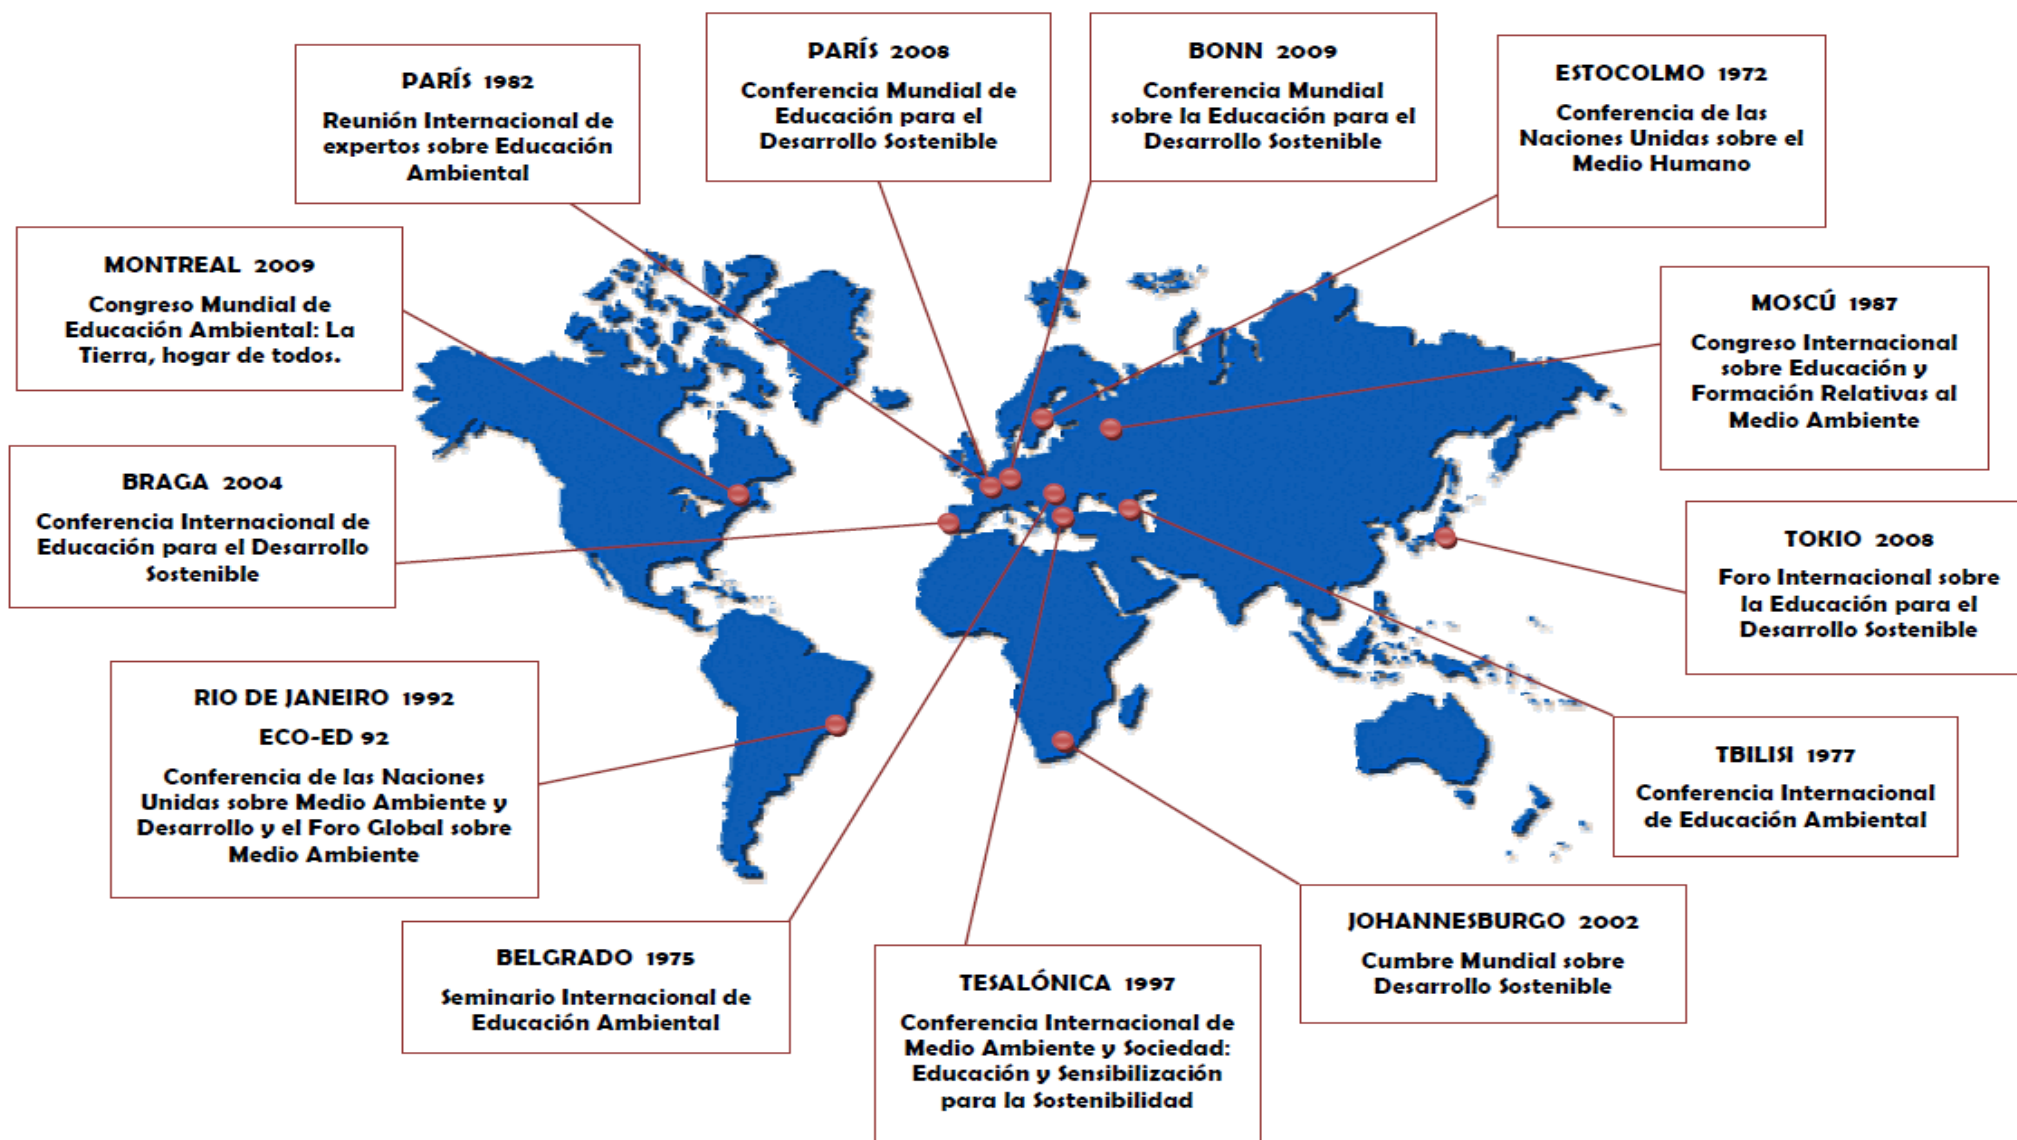 PARÍS 1982
Reunión Internacional de
expertos sobre Educación
Ambiental
PARÍS 2008
Conferencia Mundial de
Educación para el
Desarrollo Sostenible
BONN 2009
Conferencia Mundial
sobre la Educación para el
Desarrollo Sostenible
ESTOCOLMO 1972
Conferencia de las
Naciones Unidas sobre el
Medio Humano
MONTREAL 2009
Congreso Mundial de
Educación Ambiental: La
Tierra, hogar de todos.
MOSCÚ 1987
Congreso Internacional
sobre Educación y
Formación Relativas al
Medio Ambiente
BRAGA 2004
Conferencia Internacional de
Educación para el Desarrollo
Sostenible
TOKIO 2008
Foro Internacional sobre
la Educación para el
Desarrollo Sostenible
RIO DE JANEIRO 1992
ECO-ED 92
Conferencia de las Naciones
Unidas sobre Medio Ambiente y
Desarrollo y el Foro Global sobre
Medio Ambiente
TBILISI 1977
Conferencia Internacional
de Educación Ambiental
BELGRADO 1975
Seminario Internacional de
Educación Ambiental
TESALÓNICA 1997
Conferencia Internacional de
Medio Ambiente y Sociedad:
Educación y Sensibilización
para la Sostenibilidad
JOHANNESBURGO 2002
Cumbre Mundial sobre
Desarrollo Sostenible